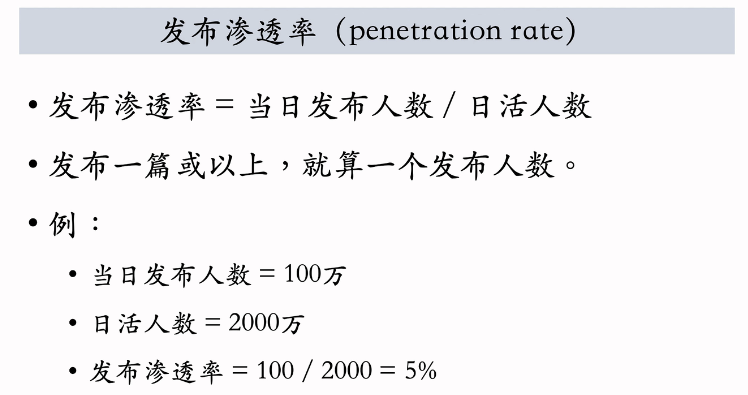 发布渗透率（penetration rate）
• 发布渗透率 = 当日发布人数 / 日活人数
• 发布一篇或以上，就算一个发布人数。
• 例：
• 当日发布人数 = 100万
• 日活人数 = 2000万
• 发布渗透率 = 100 / 2000 = 5%